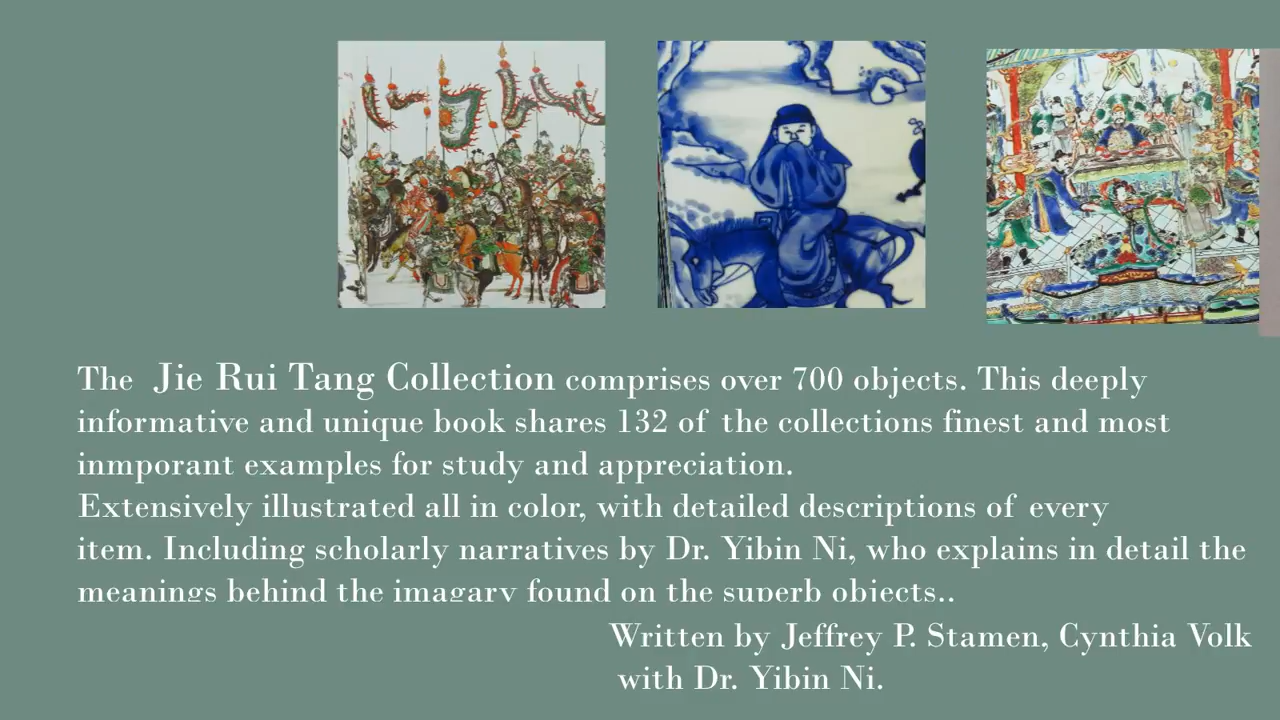 The Jie Rui Tang Collection comprises over 700 objects. This deeply
informative and unique book shares 132 of the collections finest and most
inmporant examples for study and appreciation.
Extensively illustrated all in color, with detailed descriptions of every
item. Including scholarly narratives by Dr. Yibin Ni, who explains in detail the
meanings behind the imagary found on the superb objects..
Written by Jeffrey P. Stamen, Cynthia Volk
with Dr. Yibin Ni.